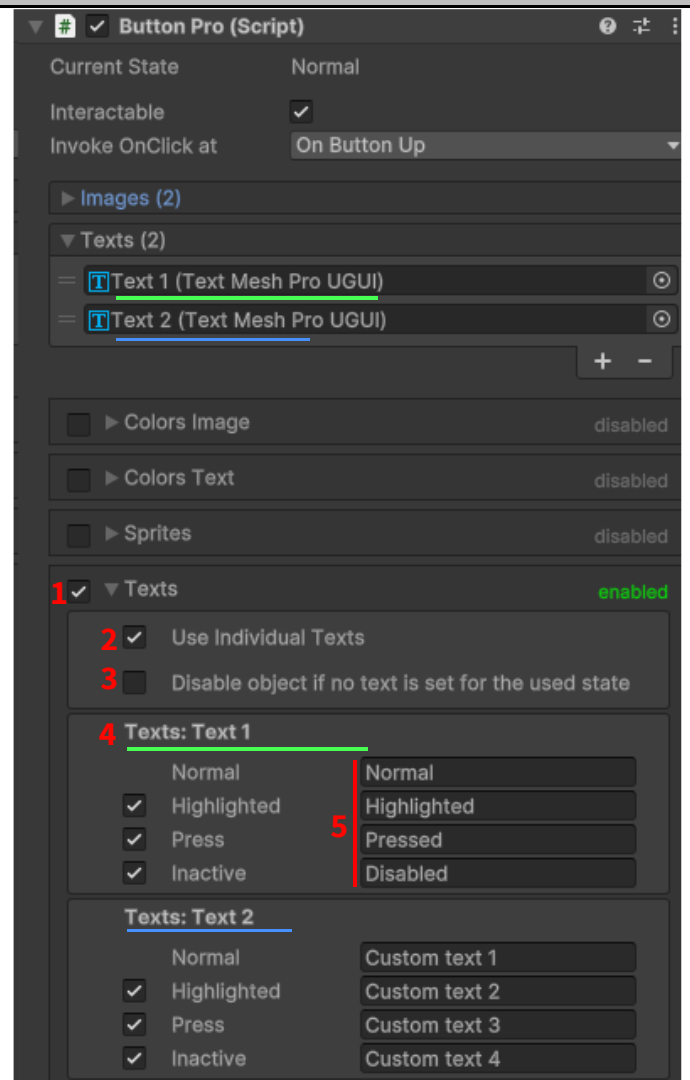 # Button Pro (Script)
Current State Normal
Interactable
Invoke OnClick at On Button Up
Images (2)
Texts (2)
Text 1 (Text Mesh Pro UGUI)
Text 2 (Text Mesh Pro UGUI)
+ −
Colors Image disabled
Colors Text disabled
Sprites disabled
1 Texts enabled
2 Use Individual Texts
3 Disable object if no text is set for the used state
4 Texts: Text 1
Normal Normal
Highlighted Highlighted
5
Press Pressed
Inactive Disabled
Texts: Text 2
Normal Custom text 1
Highlighted Custom text 2
Press Custom text 3
Inactive Custom text 4